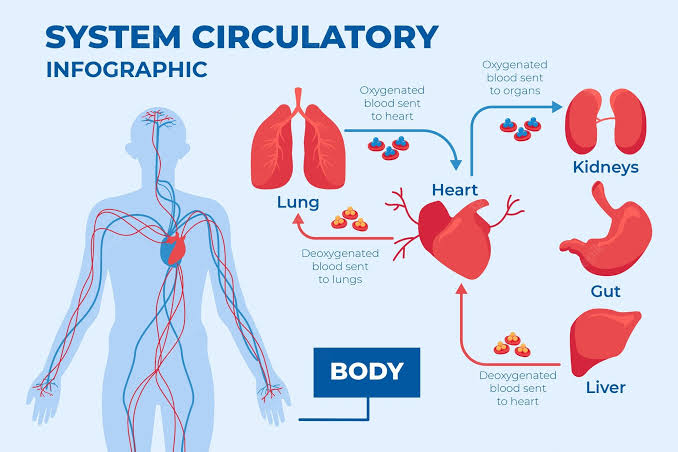 SYSTEM CIRCULATORY
INFOGRAPHIC
Oxygenated
blood sent
to heart
Oxygenated
blood sent
to organs
Lung
Heart
Kidneys
Deoxygenated
blood sent
to lungs
Gut
BODY
Deoxygenated
blood sent
to heart
Liver